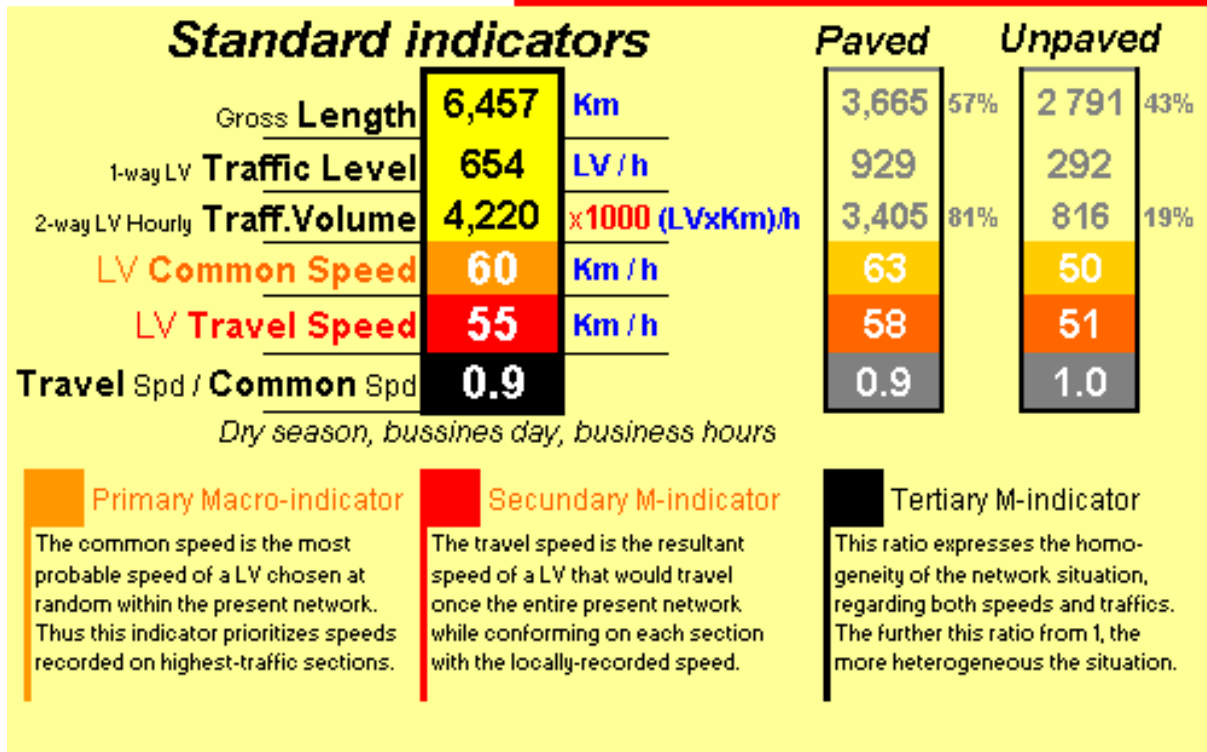 Standard indicators Paved Unpaved
Gross Length 6,457 Km 3,665 57% 2 791 43%
1-way LV Traffic Level 654 LV / h 929 292
2-way LV Hourly Traff.Volume 4,220 x1000 (LVxKm)/h 3,405 81% 816 19%
LV Common Speed 60 Km / h 63 50
LV Travel Speed 55 Km / h 58 51
Travel Spd / Common Spd 0.9 0.9 1.0
Dry season, bussines day, business hours
Primary Macro-indicator
The common speed is the most
probable speed of a LV chosen at
random within the present network.
Thus this indicator prioritizes speeds
recorded on highest-traffic sections.
Secundary M-indicator
The travel speed is the resultant
speed of a LV that would travel
once the entire present network
while conforming on each section
with the locally-recorded speed.
Tertiary M-indicator
This ratio expresses the homo-
geneity of the network situation,
regarding both speeds and traffics.
The further this ratio from 1, the
more heterogeneous the situation.